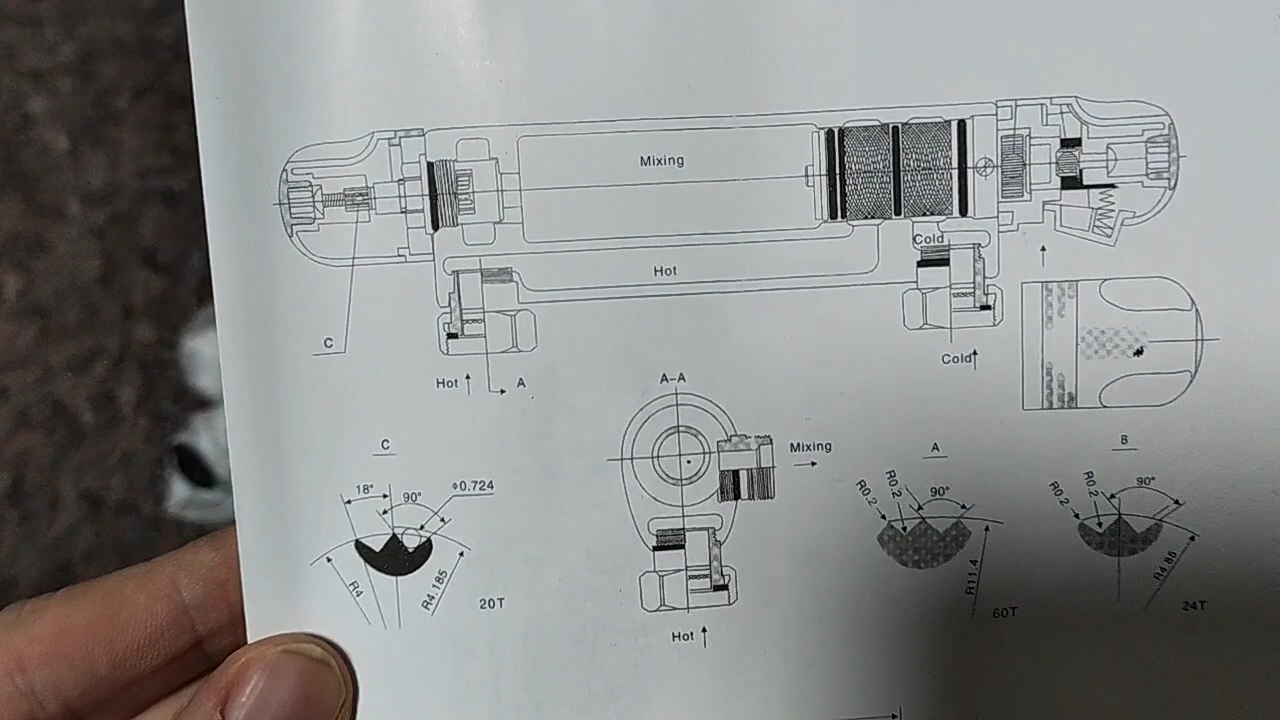 Mixing
Cold
Hot
C
Hot
A
Cold
A-A
Mixing
Hot
C
18°
90°
⌀0.724
R4
R4.185
20T
A
R0.2
R0.2
90°
R11.4
60T
B
R0.2
R0.2
90°
R4.85
24T